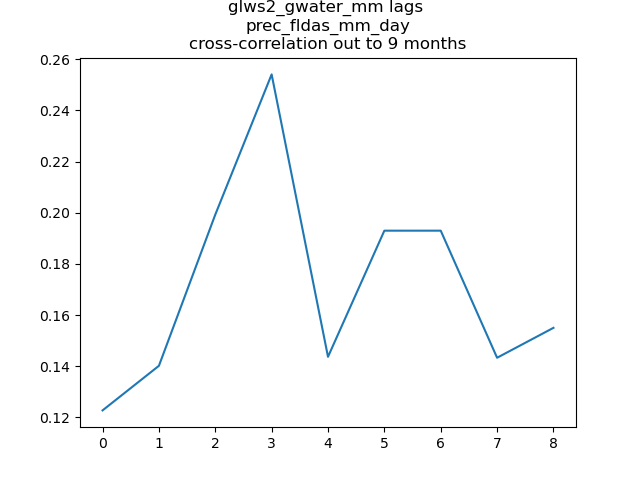 glws2_gwater_mm lags
prec_fldas_mm_day
cross-correlation out to 9 months
0.26
0.24
0.22
0.20
0.18
0.16
0.14
0.12
0 1 2 3 4 5 6 7 8